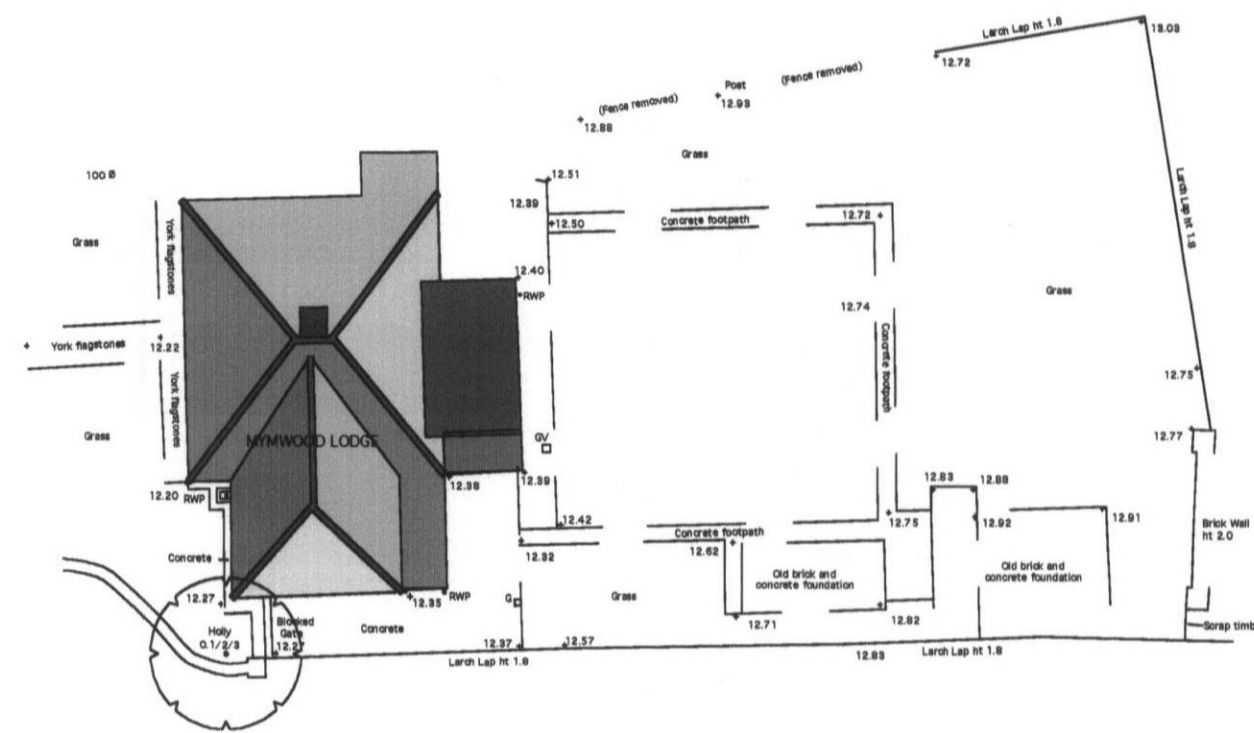 Larch Lap ht 1.8
13.03
12.72
Post
(Fence removed)
12.93
(Fence removed)
12.88
Grass
100 Ø
12.51
12.39
12.50
Concrete footpath
12.72
Larch Lap ht 1.8
Grass
York flagstones
12.40
RWP
12.74
Grass
York flagstones
12.22
York flagstones
Concrete footpath
12.75
Grass
MYMWOOD LODGE
GV
12.77
12.20
RWP
12.38
12.39
12.83
12.88
12.42
12.75
12.92
12.91
Brick Wall
ht 2.0
Concrete footpath
12.32
12.62
Concrete
Old brick and
concrete foundation
Old brick and
concrete foundation
12.27
12.35
RWP
G
Grass
Blocked
Gate
Holly
0.1/2/3
12.27
Concrete
12.71
12.82
Scrap timb
12.37
12.57
Larch Lap ht 1.8
12.83
Larch Lap ht 1.8